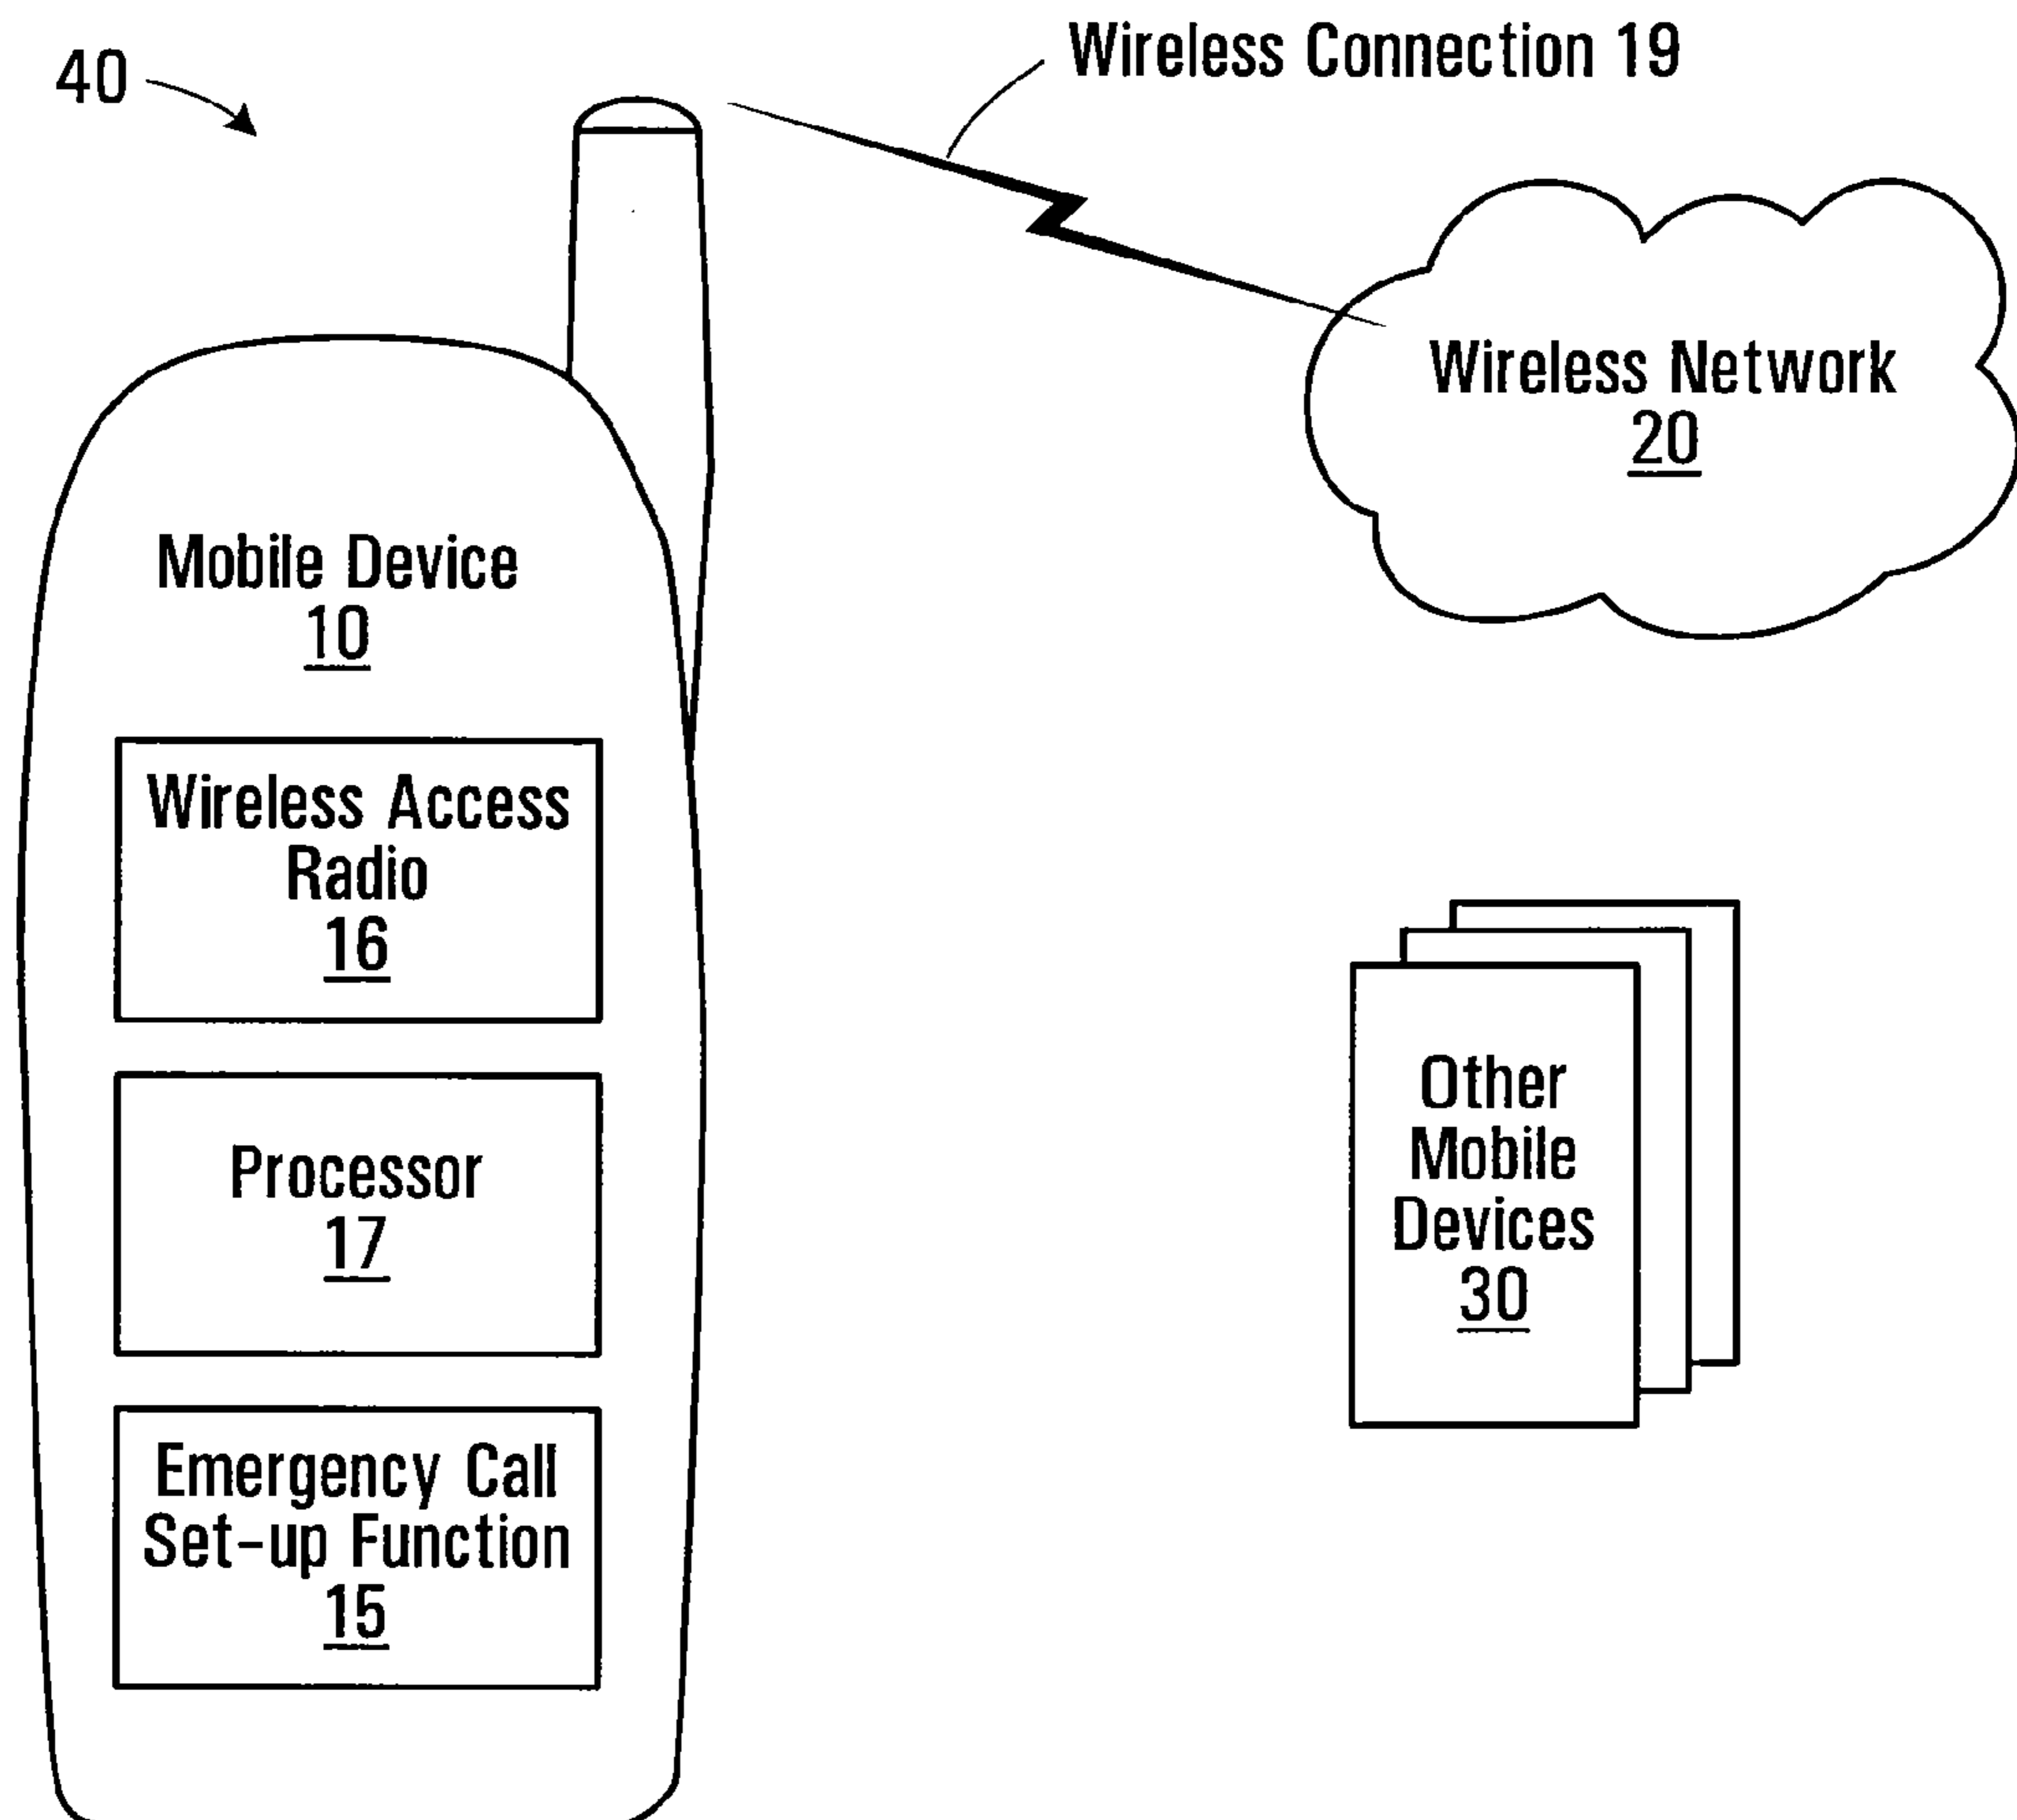 40
Wireless Connection 19
Wireless Network
20
Mobile Device
10
Wireless Access
Radio
16
Processor
17
Emergency Call
Set-up Function
15
Other
Mobile
Devices
30